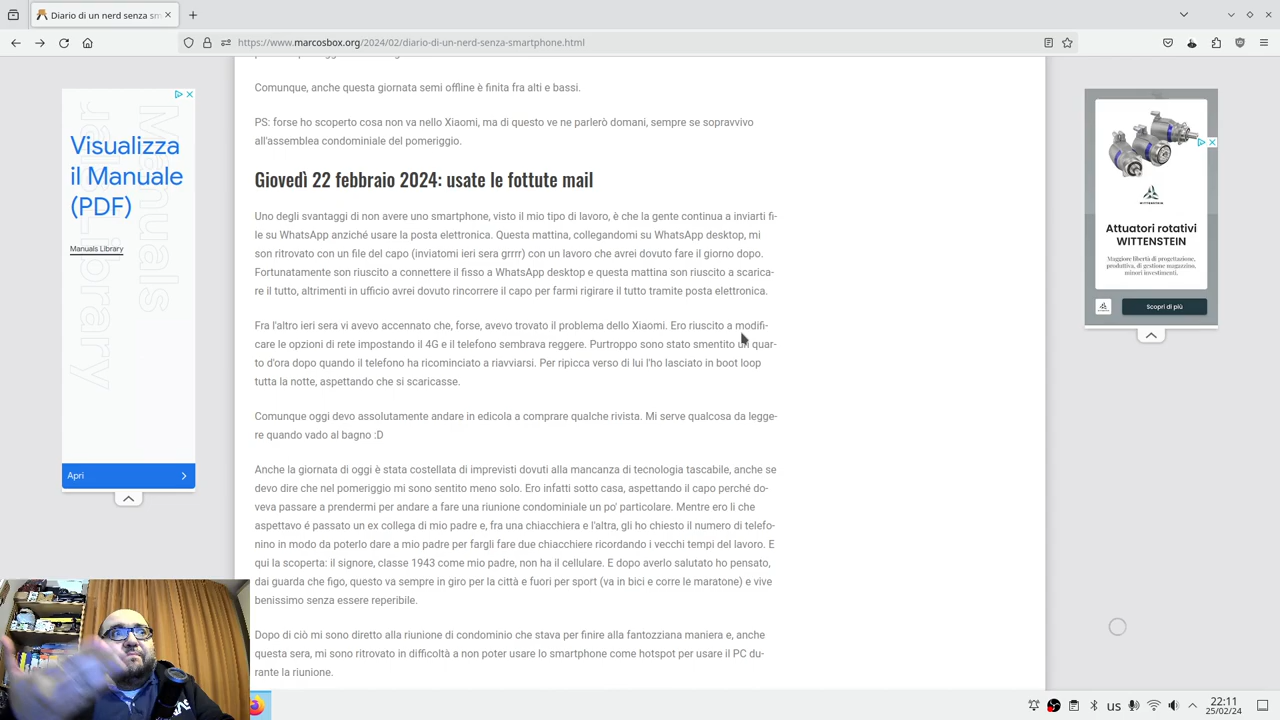 Diario di un nerd senza sm
https://www.marcosbox.org/2024/02/diario-di-un-nerd-senza-smartphone.html
Comunque, anche questa giornata semi offline è finita fra alti e bassi.
PS: forse ho scoperto cosa non va nello Xiaomi, ma di questo ve ne parlerò domani, sempre se sopravvivo
all'assemblea condominiale del pomeriggio.
Giovedì 22 febbraio 2024: usate le fottute mail
Uno degli svantaggi di non avere uno smartphone, visto il mio tipo di lavoro, è che la gente continua a inviarti fi-
le su WhatsApp anziché usare la posta elettronica. Questa mattina, collegandomi su WhatsApp desktop, mi
son ritrovato con un file del capo (inviatomi ieri sera grrrr) con un lavoro che avrei dovuto fare il giorno dopo.
Fortunatamente son riuscito a connettere il fisso a WhatsApp desktop e questa mattina son riuscito a scarica-
re il tutto, altrimenti in ufficio avrei dovuto rincorrere il capo per farmi rigirare il tutto tramite posta elettronica.
Fra l'altro ieri sera vi avevo accennato che, forse, avevo trovato il problema dello Xiaomi. Ero riuscito a modifi-
care le opzioni di rete impostando il 4G e il telefono sembrava reggere. Purtroppo sono stato smentito un quar-
to d'ora dopo quando il telefono ha ricominciato a riavviarsi. Per ripicca verso di lui l'ho lasciato in boot loop
tutta la notte, aspettando che si scaricasse.
Comunque oggi devo assolutamente andare in edicola a comprare qualche rivista. Mi serve qualcosa da legge-
re quando vado al bagno :D
Anche la giornata di oggi è stata costellata di imprevisti dovuti alla mancanza di tecnologia tascabile, anche se
devo dire che nel pomeriggio mi sono sentito meno solo. Ero infatti sotto casa, aspettando il capo perché do-
veva passare a prendermi per andare a fare una riunione condominiale un po' particolare. Mentre ero li che
aspettavo é passato un ex collega di mio padre e, fra una chiacchiera e l'altra, gli ho chiesto il numero di telefo-
nino in modo da poterlo dare a mio padre per fargli fare due chiacchiere ricordando i vecchi tempi del lavoro. E
qui la scoperta: il signore, classe 1943 come mio padre, non ha il cellulare. E dopo averlo salutato ho pensato,
dai guarda che figo, questo va sempre in giro per la città e fuori per sport (va in bici e corre le maratone) e vive
benissimo senza essere reperibile.
Dopo di ciò mi sono diretto alla riunione di condominio che stava per finire alla fantozziana maniera e, anche
questa sera, mi sono ritrovato in difficoltà a non poter usare lo smartphone come hotspot per usare il PC du-
rante la riunione.
Visualizza
il Manuale
(PDF)
Manuals Library
Manuals
Library
Apri
Attuatori rotativi
WITTENSTEIN
Maggiore libertà di progettazione,
produttiva, di gestione magazzino,
minori investimenti.
Scopri di più
us
22:11
25/02/24